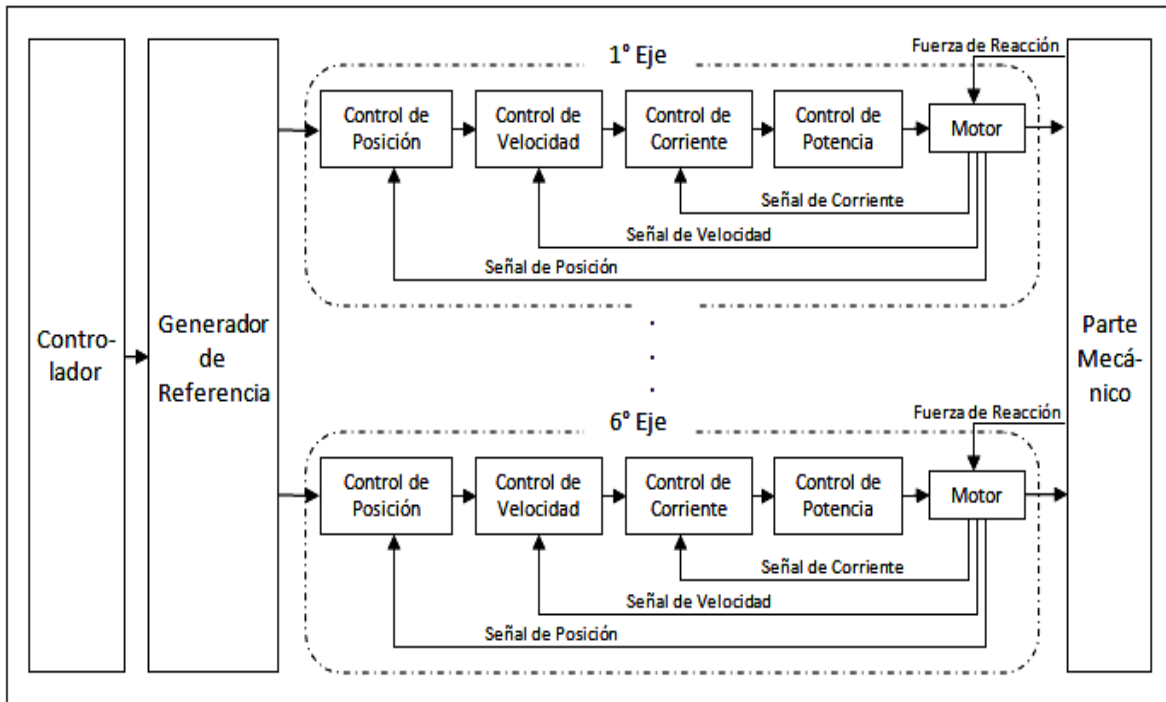 Fuerza de Reacción
1° Eje
Control de
Posición
Control de
Velocidad
Control de
Corriente
Control de
Potencia
Motor
Señal de Corriente
Señal de Velocidad
Señal de Posición
Contro-
lador
Generador
de
Referencia
Parte
Mecá-
nico
Fuerza de Reacción
6° Eje
Control de
Posición
Control de
Velocidad
Control de
Corriente
Control de
Potencia
Motor
Señal de Corriente
Señal de Velocidad
Señal de Posición